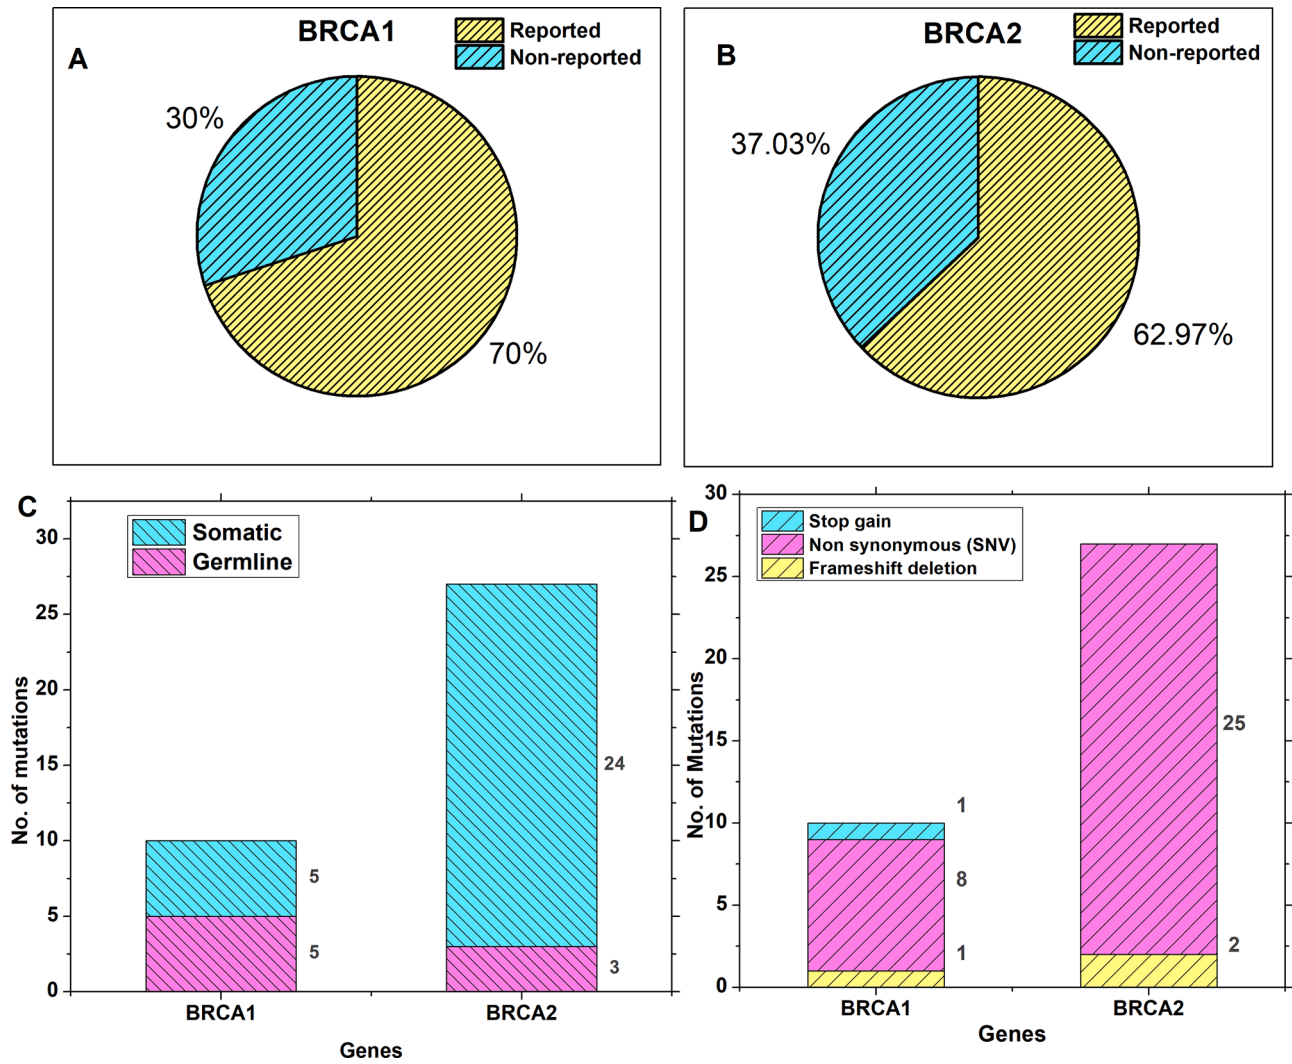 A
BRCA1
Reported
Non-reported
30%
70%
B
BRCA2
Reported
Non-reported
37.03%
62.97%
C
Somatic
Germline
No. of mutations
30
25
20
15
10
5
0
24
5
5
3
BRCA1
BRCA2
Genes
D
Stop gain
Non synonymous (SNV)
Frameshift deletion
No. of Mutations
30
25
20
15
10
5
0
1
8
1
25
2
BRCA1
BRCA2
Genes